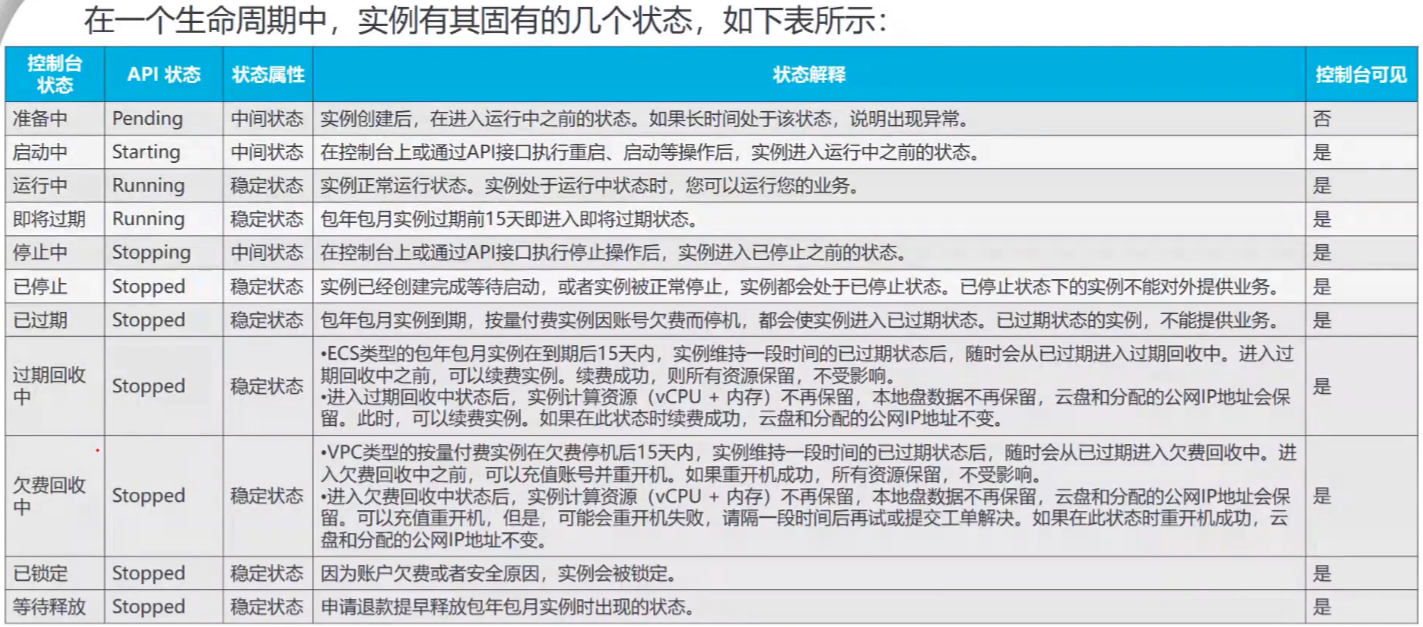 在一个生命周期中，实例有其固有的几个状态，如下表所示：
控制台状态 API 状态 状态属性 状态解释 控制台可见
准备中 Pending 中间状态 实例创建后，在进入运行中之前的状态。如果长时间处于该状态，说明出现异常。 否
启动中 Starting 中间状态 在控制台上或通过API接口执行重启、启动等操作后，实例进入运行中之前的状态。 是
运行中 Running 稳定状态 实例正常运行状态。实例处于运行中状态时，您可以运行您的业务。 是
即将过期 Running 稳定状态 包年包月实例过期前15天即进入即将过期状态。 是
停止中 Stopping 中间状态 在控制台上或通过API接口执行停止操作后，实例进入已停止之前的状态。 是
已停止 Stopped 稳定状态 实例已经创建完成等待启动，或者实例被正常停止，实例都会处于已停止状态。已停止状态下的实例不能对外提供业务。 是
已过期 Stopped 稳定状态 包年包月实例到期，按量付费实例因账号欠费而停机，都会使实例进入已过期状态。已过期状态的实例，不能提供业务。 是
过期回收中 Stopped 稳定状态
•ECS类型的包年包月实例在到期后15天内，实例维持一段时间的已过期状态后，随时会从已过期进入过期回收中。进入过
期回收中之前，可以续费实例。续费成功，则所有资源保留，不受影响。
•进入过期回收中状态后，实例计算资源（vCPU + 内存）不再保留，本地盘数据不再保留，云盘和分配的公网IP地址会保
留。此时，可以续费实例。如果在此状态时续费成功，云盘和分配的公网IP地址不变。
是
欠费回收中 Stopped 稳定状态
•VPC类型的按量付费实例在欠费停机后15天内，实例维持一段时间的已过期状态后，随时会从已过期进入欠费回收中。进
入欠费回收中之前，可以充值账号并重开机。如果重开机成功，所有资源保留，不受影响。
•进入欠费回收中状态后，实例计算资源（vCPU + 内存）不再保留，本地盘数据不再保留，云盘和分配的公网IP地址会保
留。可以充值重开机，但是，可能会重开机失败，请隔一段时间后再试或提交工单解决。如果在此状态时重开机成功，云
盘和分配的公网IP地址不变。
是
已锁定 Stopped 稳定状态 因为账户欠费或者安全原因，实例会被锁定。 是
等待释放 Stopped 稳定状态 申请退款提早释放包年包月实例时出现的状态。 是